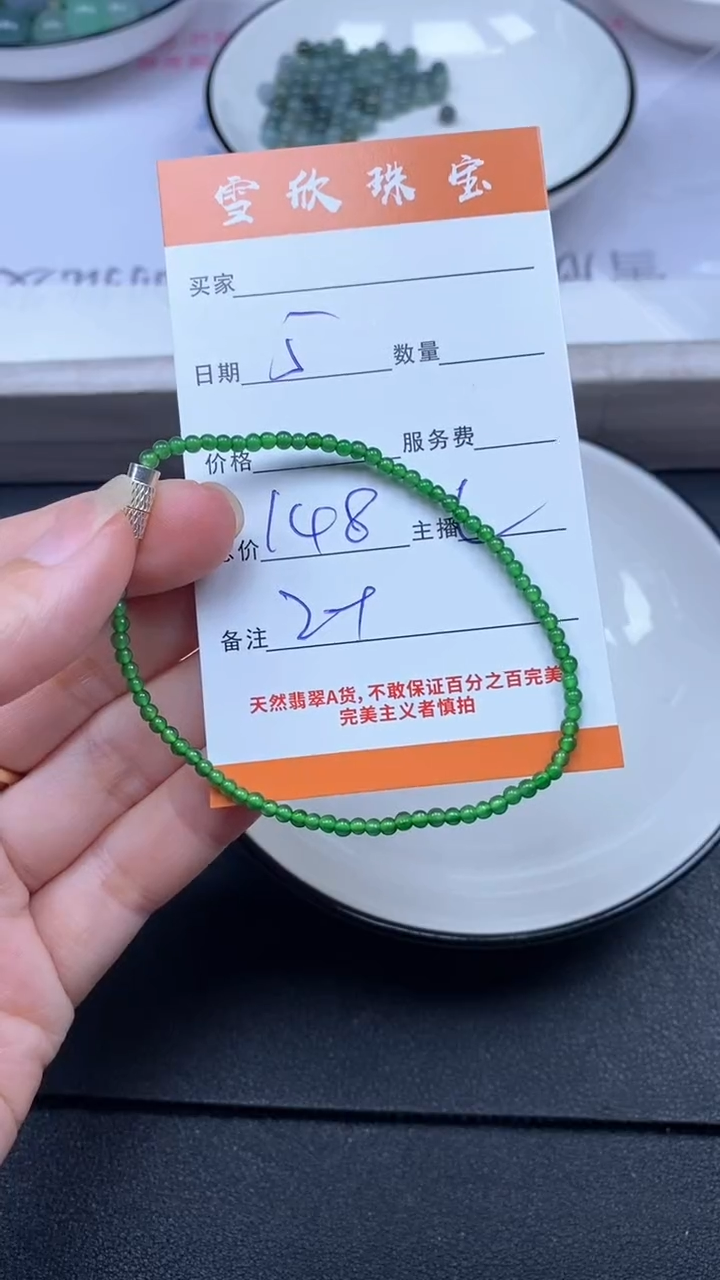 雪欣珠宝
买家
日期 5 数量
价格 服务费
总价 148 主播
备注
天然翡翠A货,不敢保证百分之百完美
完美主义者慎拍